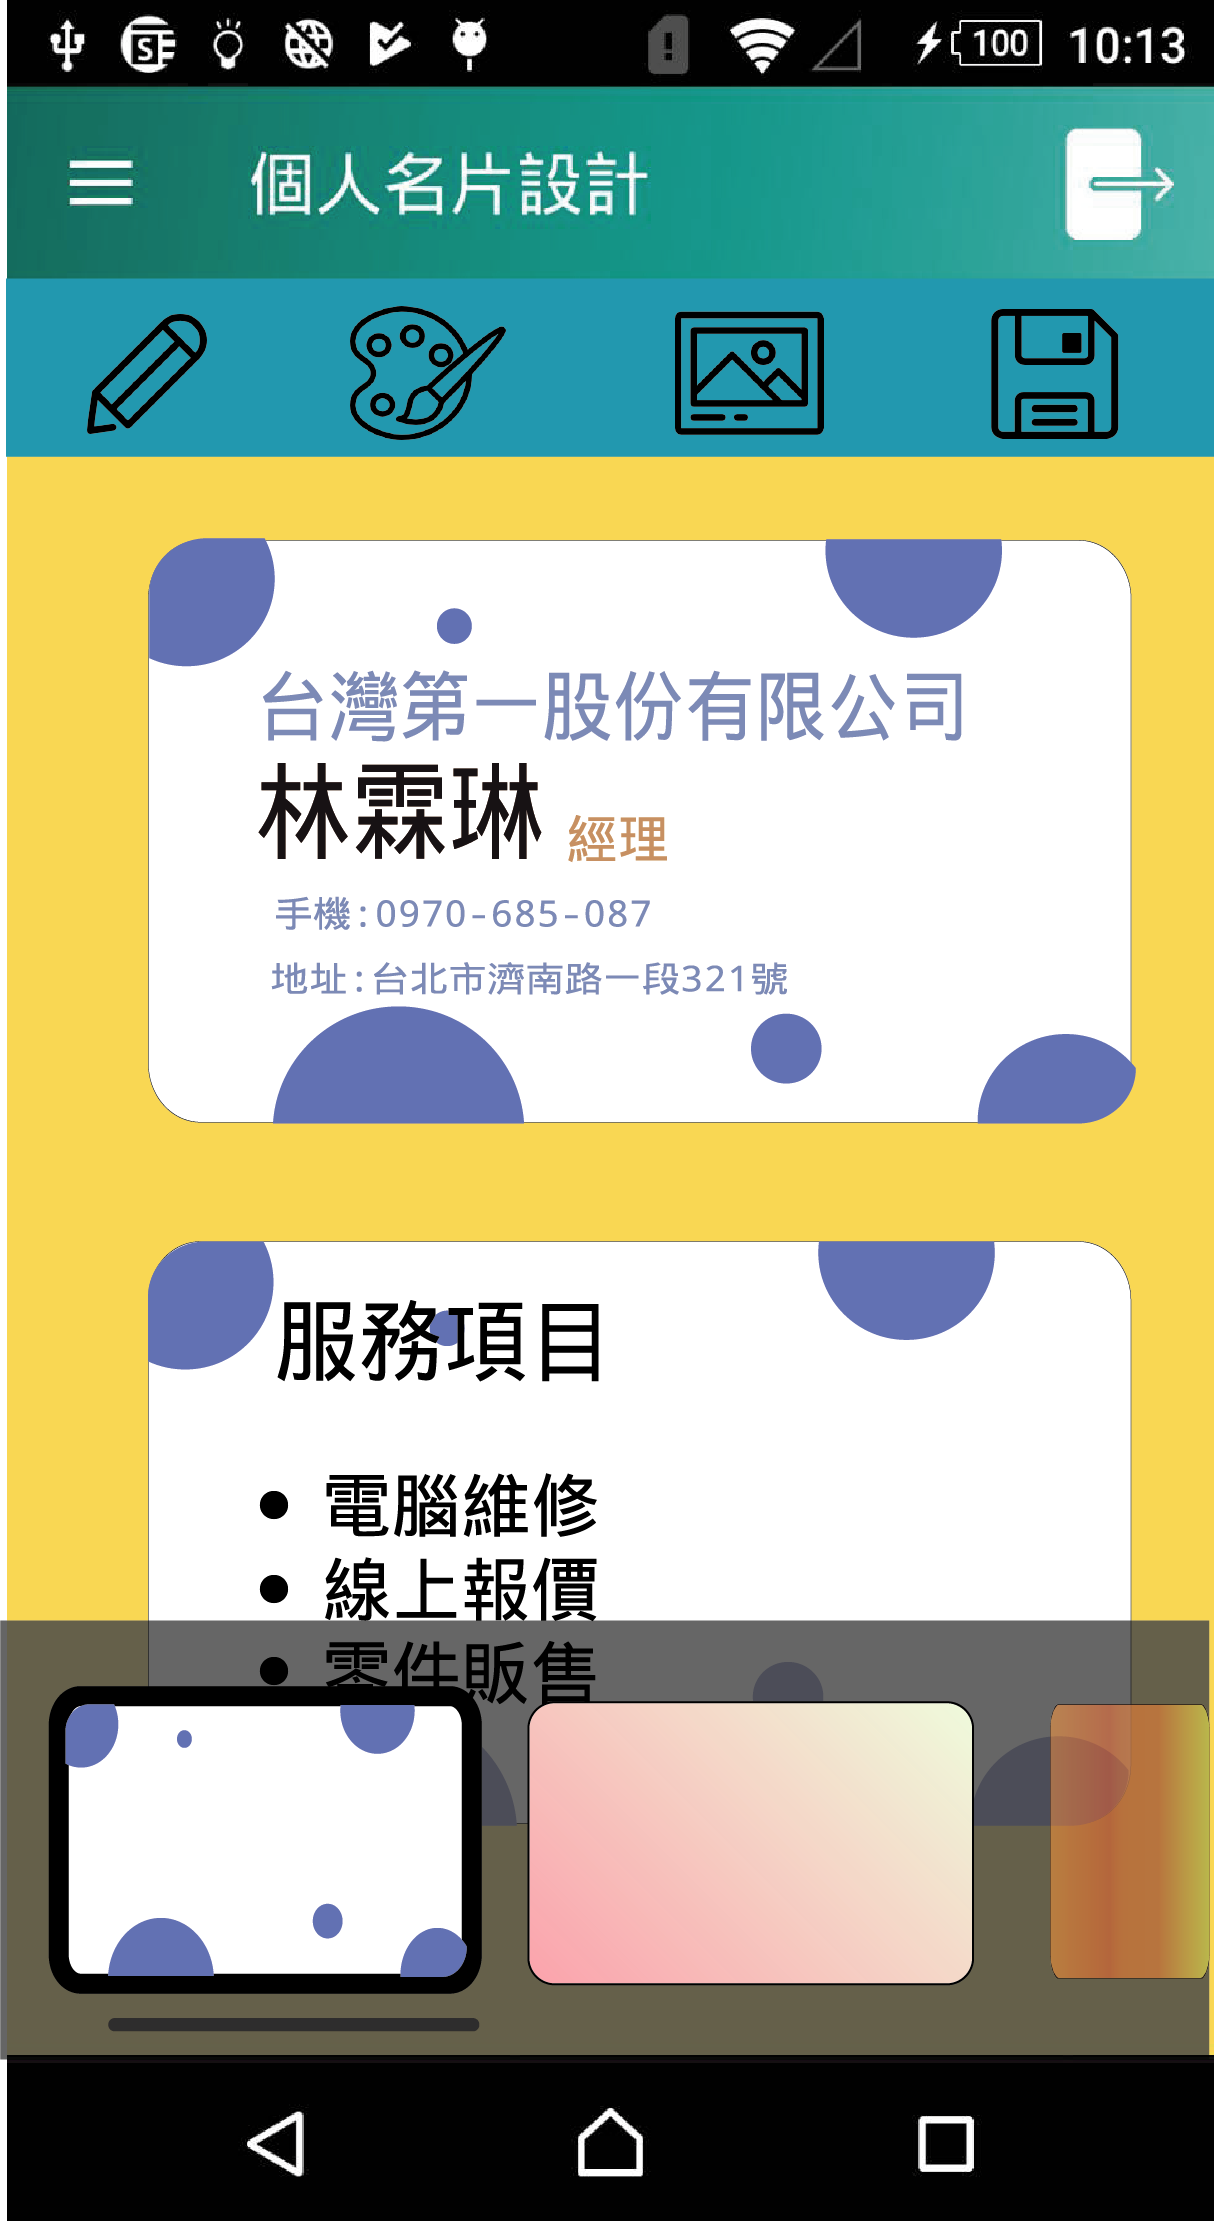 100 10:13
個人名片設計
台灣第一股份有限公司
林霖琳 經理
手機:0970-685-087
地址:台北市濟南路一段321號
服務項目
• 電腦維修
• 線上報價
• 零件販售